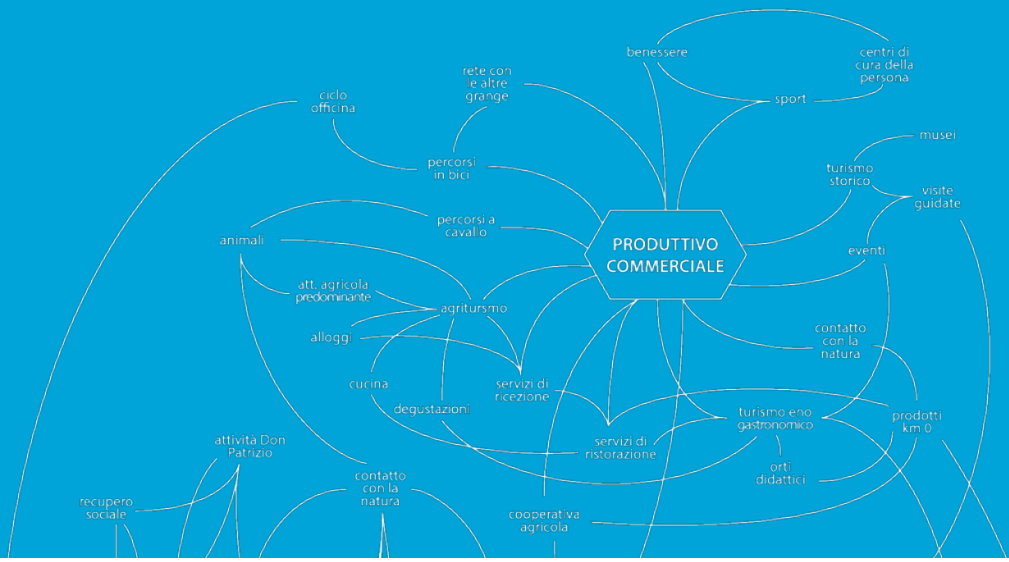 benessere
centri di
cura della
persona
rete con
le altre
grange
sport
ciclo
officina
musei
percorsi
in bici
turismo
storico
visite
guidate
percorsi a
cavallo
animali
PRODUTTIVO
COMMERCIALE
eventi
att. agricola
predominante
agritursmo
alloggi
contatto
con la
natura
cucina
servizi di
ricezione
degustazioni
turismo eno
gastronomico
prodotti
km 0
attività Don
Patrizio
servizi di
ristorazione
orti
didattici
contatto
con la
natura
recupero
sociale
cooperativa
agricola